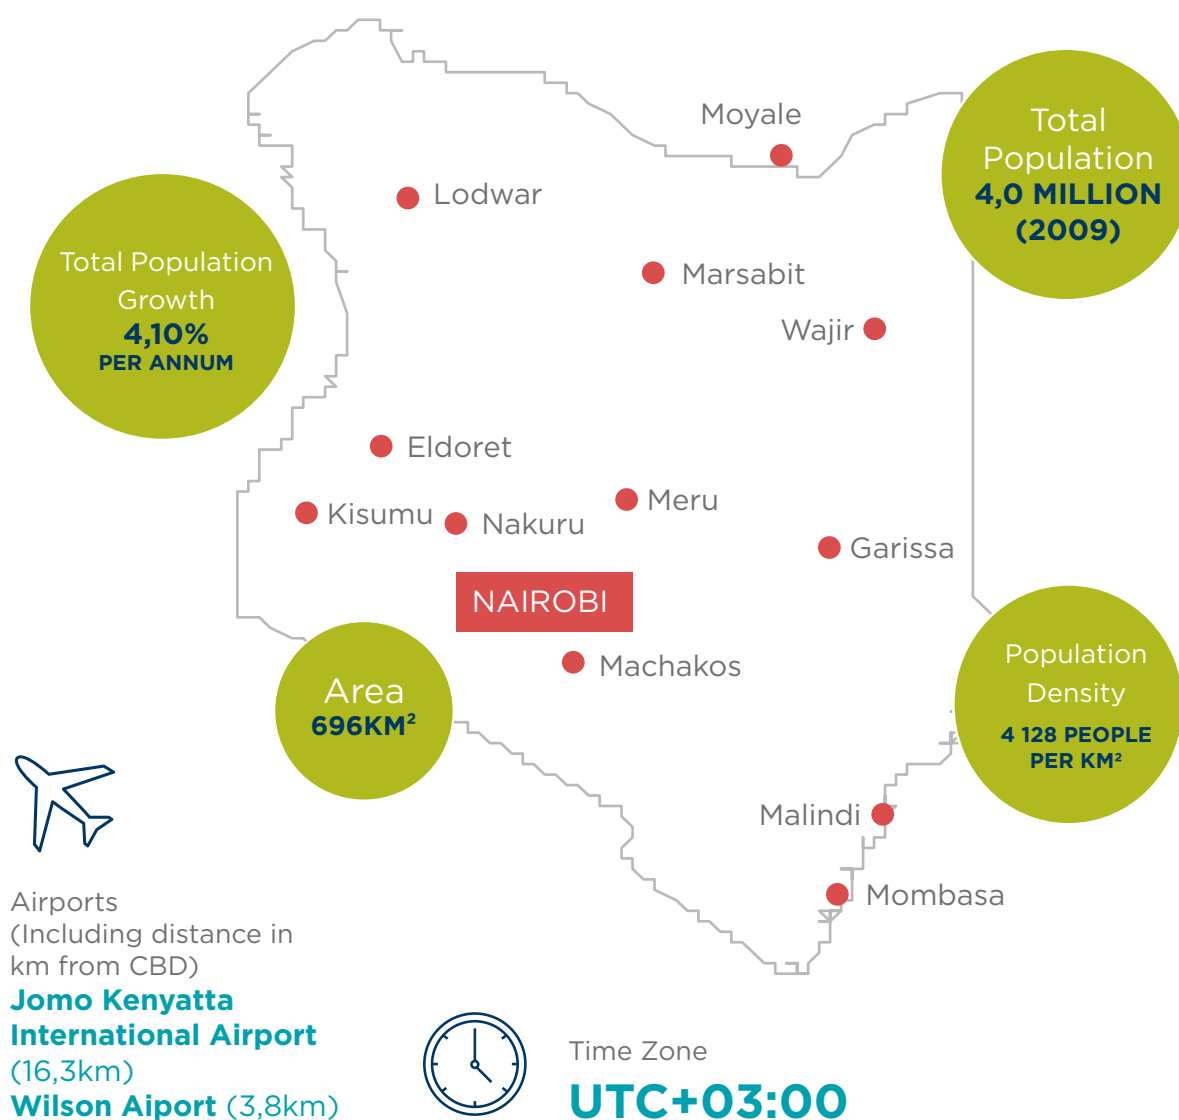 Moyale
Total
Population
4,0 MILLION
(2009)
Lodwar
Total Population
Growth
4,10%
PER ANNUM
Marsabit
Wajir
Eldoret
Kisumu
Nakuru
Meru
Garissa
NAIROBI
Machakos
Area
696KM²
Population
Density
4 128 PEOPLE
PER KM²
Malindi
Mombasa
Airports
(Including distance in
km from CBD)
Jomo Kenyatta
International Airport
(16,3km)
Wilson Aiport (3,8km)
Time Zone
UTC+03:00